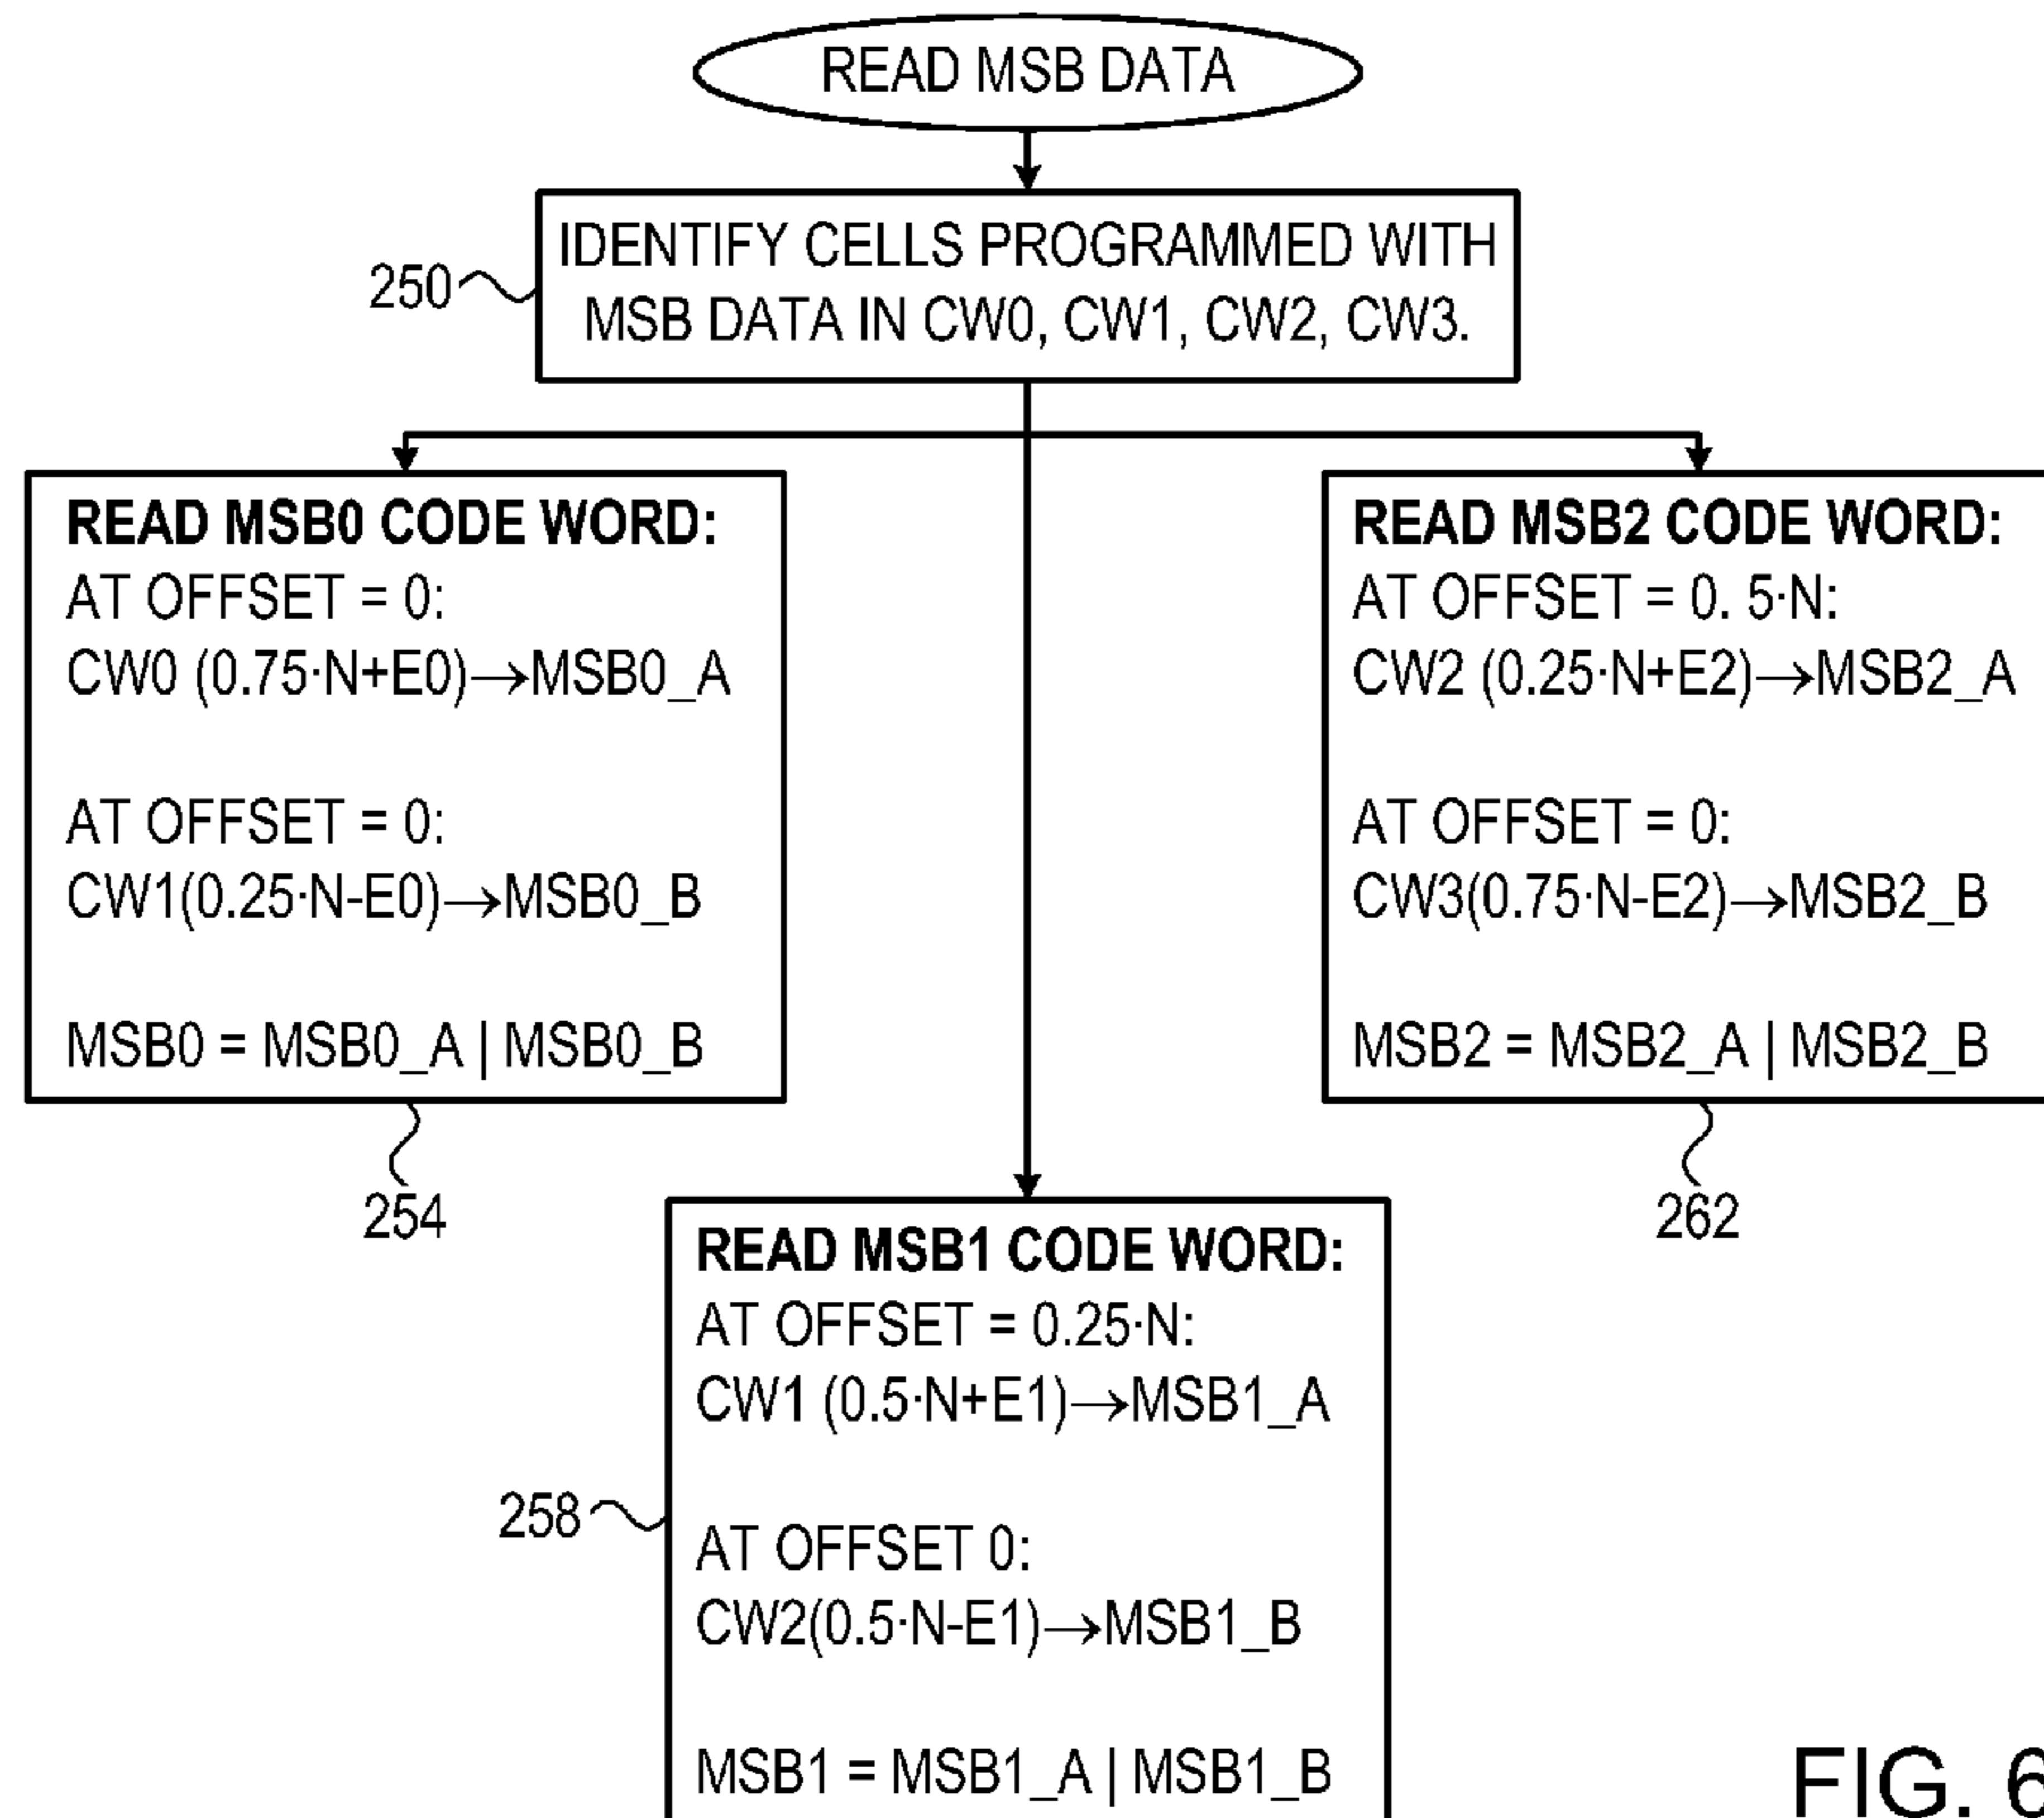 READ MSB DATA
250
IDENTIFY CELLS PROGRAMMED WITH
MSB DATA IN CW0, CW1, CW2, CW3.
READ MSB0 CODE WORD:
AT OFFSET = 0:
CW0 (0.75·N+E0)→MSB0_A
AT OFFSET = 0:
CW1(0.25·N-E0)→MSB0_B
MSB0 = MSB0_A | MSB0_B
254
READ MSB2 CODE WORD:
AT OFFSET = 0. 5·N:
CW2 (0.25·N+E2)→MSB2_A
AT OFFSET = 0:
CW3(0.75·N-E2)→MSB2_B
MSB2 = MSB2_A | MSB2_B
262
READ MSB1 CODE WORD:
AT OFFSET = 0.25·N:
CW1 (0.5·N+E1)→MSB1_A
258
AT OFFSET 0:
CW2(0.5·N-E1)→MSB1_B
MSB1 = MSB1_A | MSB1_B
FIG. 6